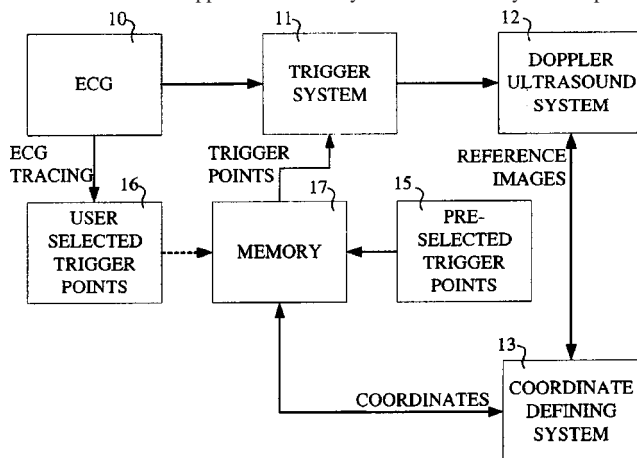 10
ECG
11
TRIGGER
SYSTEM
12
DOPPLER
ULTRASOUND
SYSTEM
ECG
TRACING
TRIGGER
POINTS
REFERENCE
IMAGES
16
USER
SELECTED
TRIGGER
POINTS
17
MEMORY
15
PRE-
SELECTED
TRIGGER
POINTS
COORDINATES
13
COORDINATE
DEFINING
SYSTEM